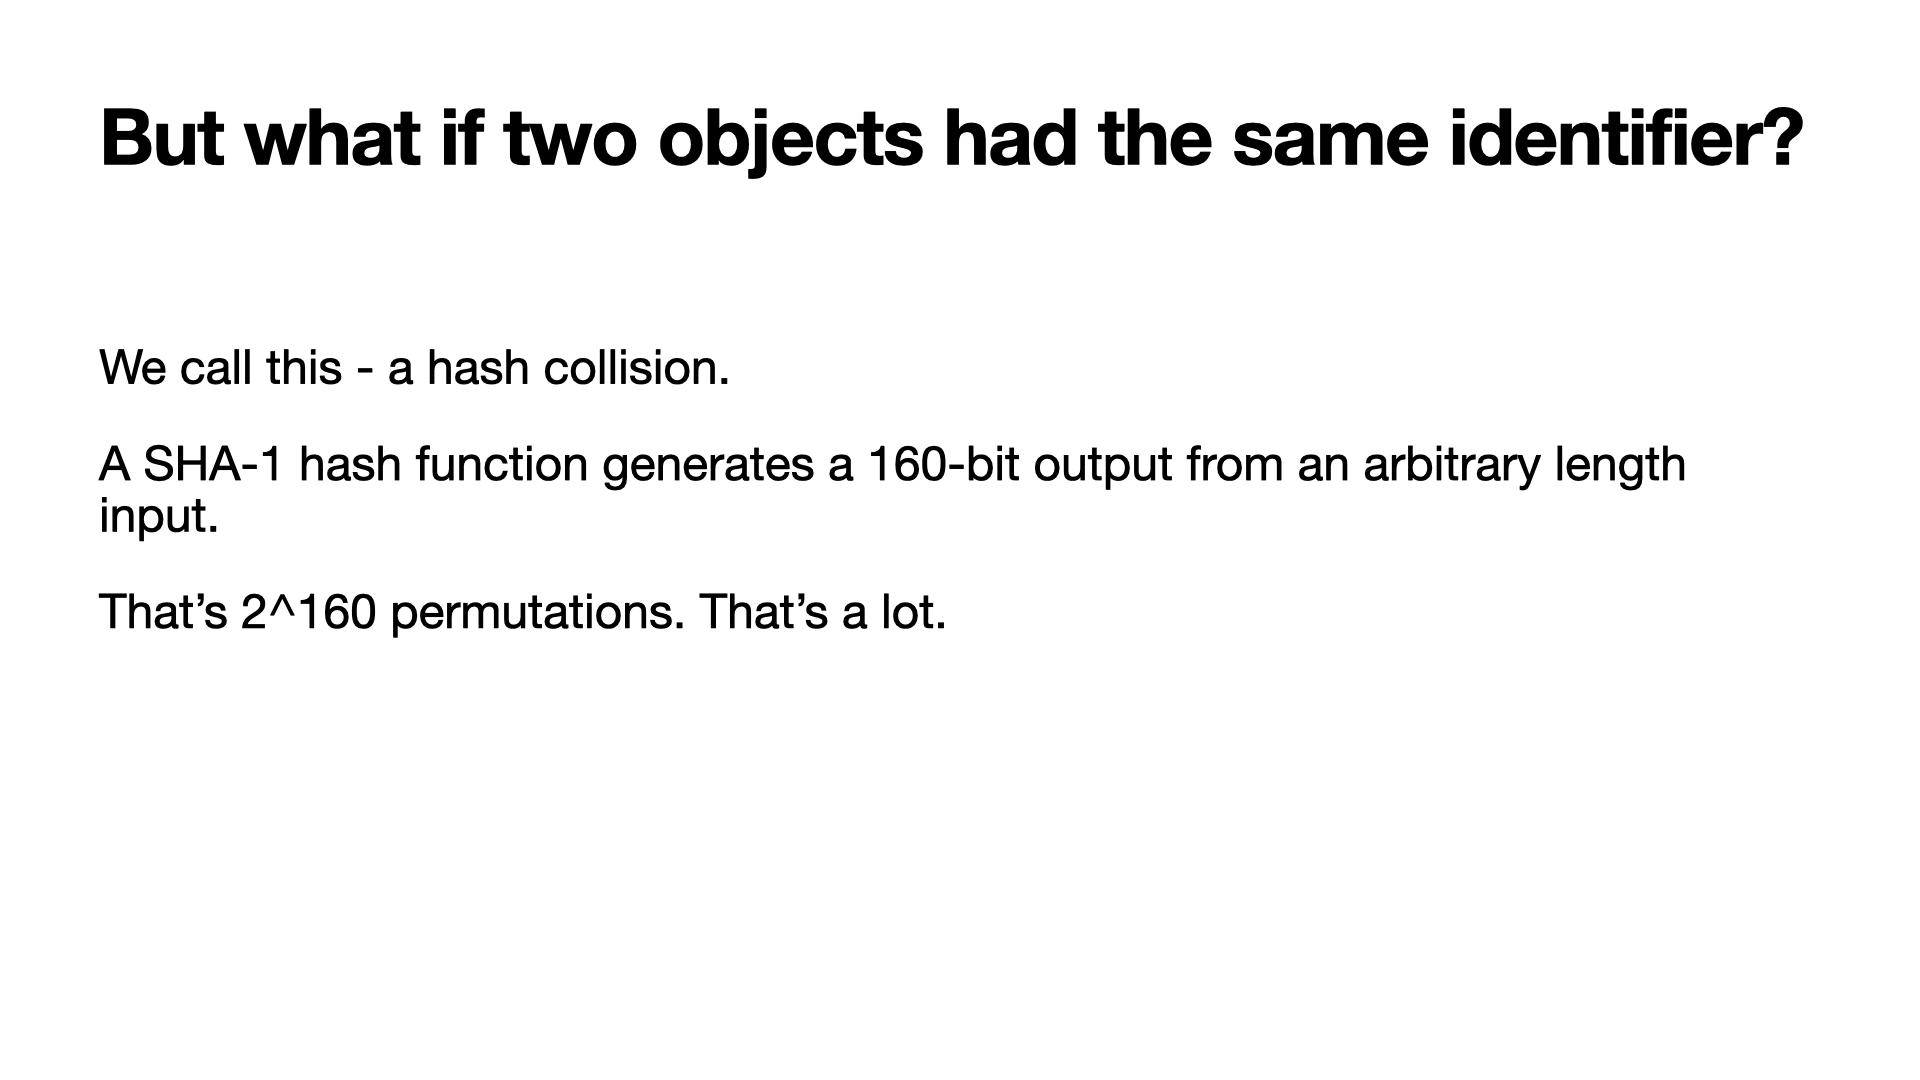 But what if two objects had the same identifier?
We call this - a hash collision.
A SHA-1 hash function generates a 160-bit output from an arbitrary length
input.
That’s 2^160 permutations. That’s a lot.